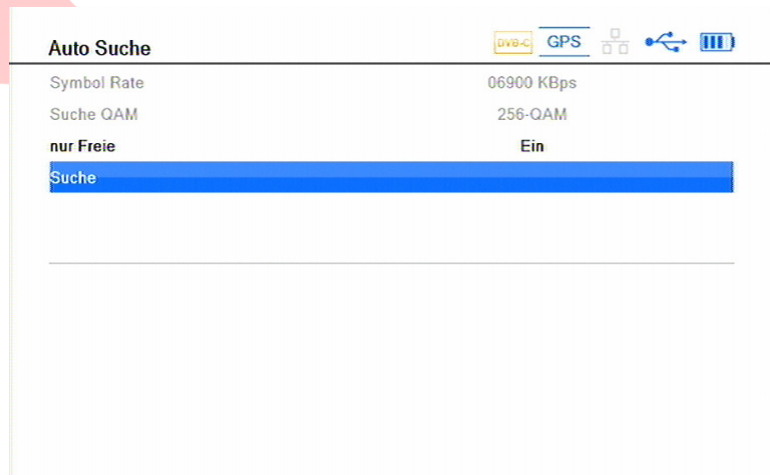 Auto Suche DVB-C GPS
Symbol Rate 06900 KBps
Suche QAM 256-QAM
nur Freie Ein
Suche